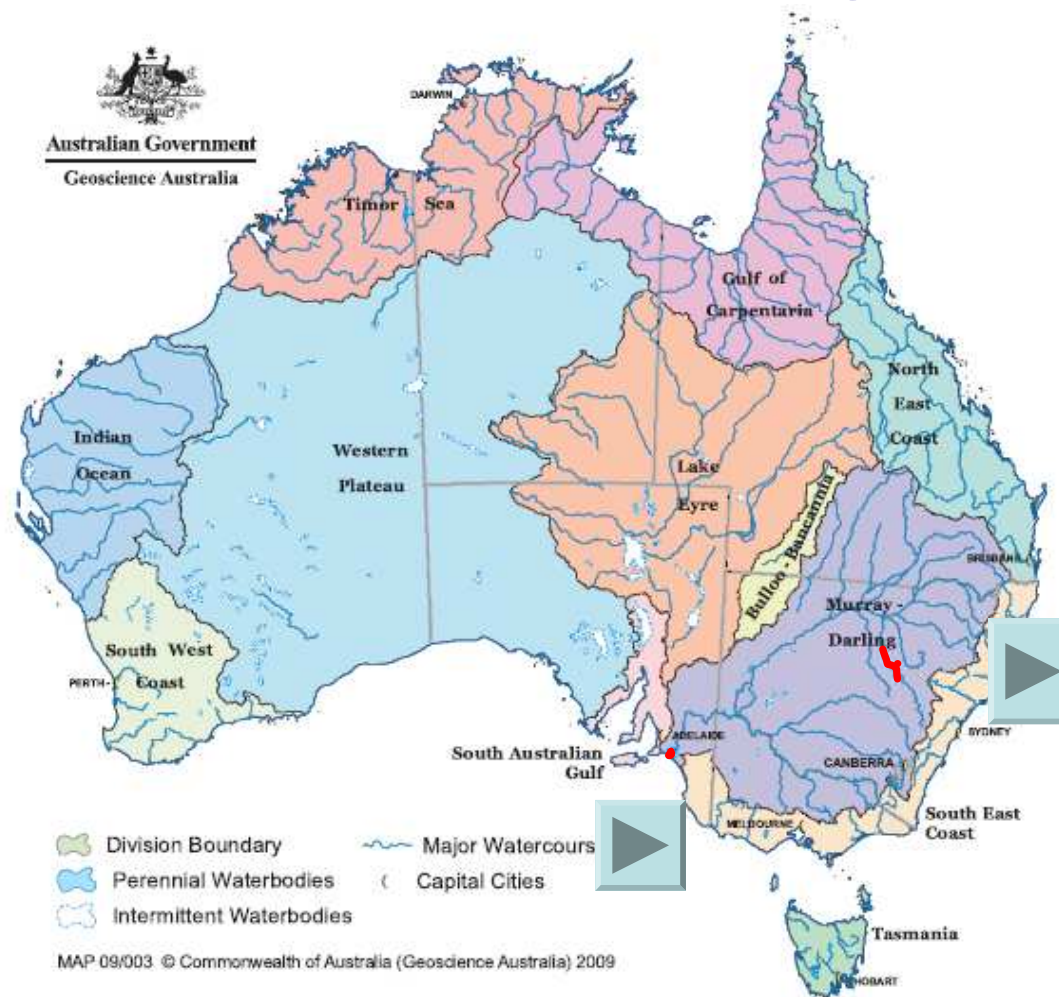 DARWIN
Australian Government
Geoscience Australia
Timor Sea
Gulf of
Carpentaria
North
East
Coast
Indian
Ocean
Western
Plateau
Lake
Eyre
Bulloo - Bancannia
BRISBANE
Murray -
Darling
South West
Coast
PERTH
SYDNEY
ADELAIDE
South Australian
Gulf
CANBERRA
MELBOURNE
South East
Coast
Division Boundary
Major Watercours
Perennial Waterbodies
Capital Cities
Intermittent Waterbodies
Tasmania
HOBART
MAP 09/003 © Commonwealth of Australia (Geoscience Australia) 2009